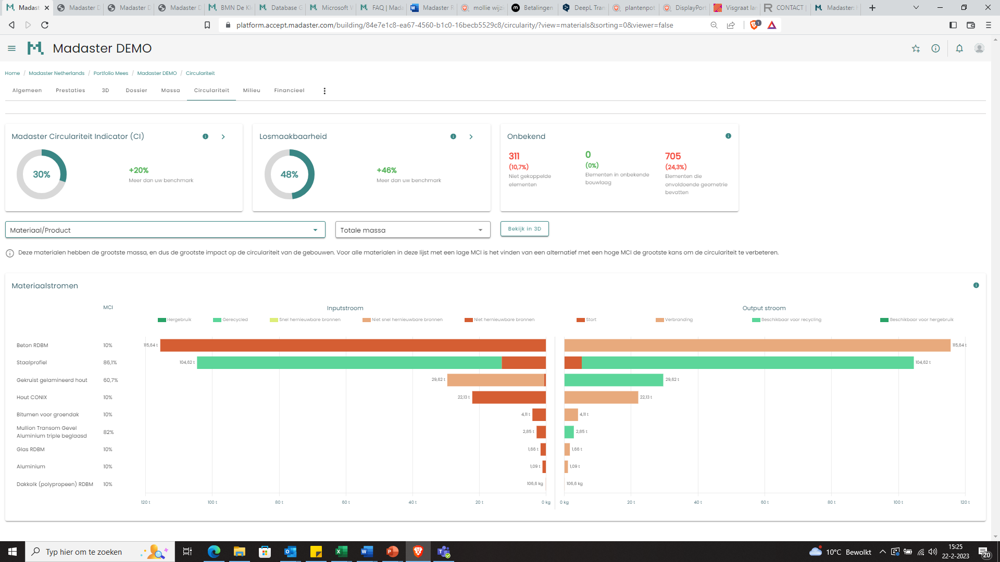 Madast
Madaster D
Madaster D
Madaster D
BMN De Kl
Database G
Microsoft V
FAQ | Mada
Madaster R
mollie wijzi
Betalingen
DeepL Tran
plantenpot
DisplayPort
Visgraat lan
CONTACT |
Madaster:
platform.accept.madaster.com/building/84e7e1c8-ea67-4560-b1c0-16becb5529c8/circularity/?view=materials&sorting=0&viewer=false
1
Madaster DEMO
Home / Madaster Netherlands / Portfolio Mees / Madaster DEMO / Circulariteit
Algemeen Prestaties 3D Dossier Massa Circulariteit Milieu Financieel
Madaster Circulariteit Indicator (CI)
30%
+20%
Meer dan uw benchmark
Losmaakbaarheid
48%
+46%
Meer dan uw benchmark
Onbekend
311
(10,7%)
Niet gekoppelde
elementen
0
(0%)
Elementen in onbekende
bouwlaag
705
(24,3%)
Elementen die
onvoldoende geometrie
bevatten
Materiaal/Product
Totale massa
Bekijk in 3D
Deze materialen hebben de grootste massa, en dus de grootste impact op de circulariteit van de gebouwen. Voor alle materialen in deze lijst met een lage MCI is het vinden van een alternatief met een hoge MCI de grootste kans om de circulariteit te verbeteren.
Materiaalstromen
MCI
Inputstroom
Output stroom
Hergebruik Gerecycled Snel hernieuwbare bronnen Niet snel hernieuwbare bronnen Niet hernieuwbare bronnen
Stort Verbranding Beschikbaar voor recycling Beschikbaar voor hergebruik
Beton RDBM 10% 115,64 t 115,64 t
Staalprofiel 86,1% 104,62 t 104,62 t
Gekruist gelamineerd hout 60,7% 29,62 t 29,62 t
Hout CONIX 10% 22,13 t 22,13 t
Bitumen voor groendak 10% 4,11 t 4,11 t
Mullion Transom Gevel
Aluminium triple beglaasd 82% 2,85 t 2,85 t
Glas RDBM 10% 1,66 t 1,66 t
Aluminium 10% 1,09 t 1,09 t
Dakkolk (polypropeen) RDBM 10% 106,6 kg 106,6 kg
120 t 100 t 80 t 60 t 40 t 20 t 0 kg 0 kg 20 t 40 t 60 t 80 t 100 t 120 t
Typ hier om te zoeken
10°C Bewolkt
15:25
22-2-2023
20